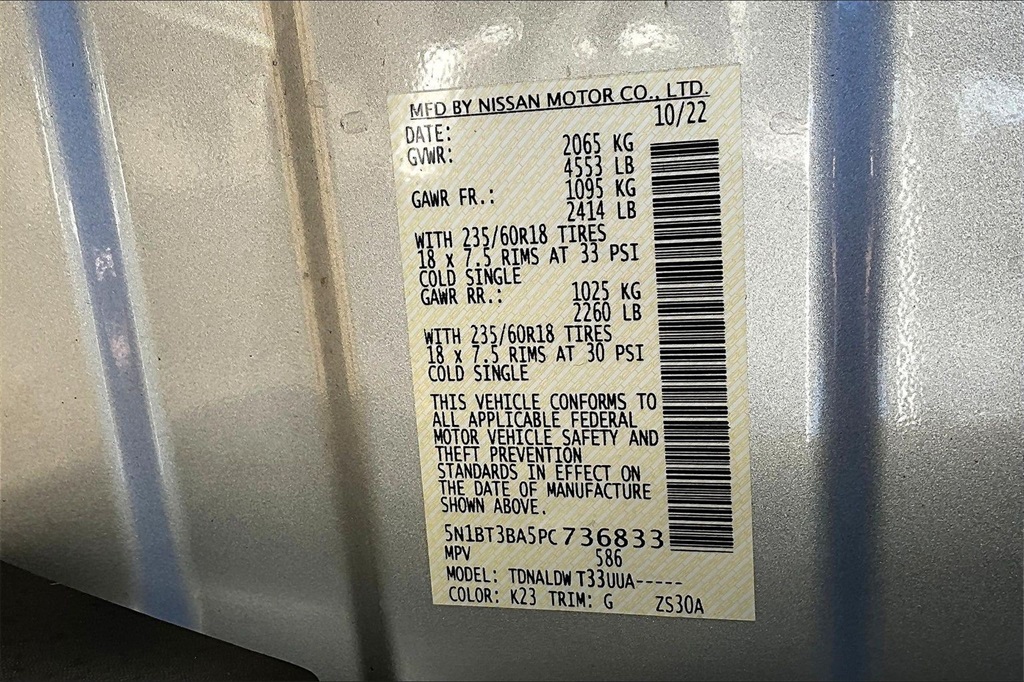 MFD BY NISSAN MOTOR CO., LTD.
DATE: 10/22
GVWR: 2065 KG
4553 LB
GAWR FR.: 1095 KG
2414 LB
WITH 235/60R18 TIRES
18 x 7.5 RIMS AT 33 PSI
COLD SINGLE
GAWR RR.: 1025 KG
2260 LB
WITH 235/60R18 TIRES
18 x 7.5 RIMS AT 30 PSI
COLD SINGLE
THIS VEHICLE CONFORMS TO
ALL APPLICABLE FEDERAL
MOTOR VEHICLE SAFETY AND
THEFT PREVENTION
STANDARDS IN EFFECT ON
THE DATE OF MANUFACTURE
SHOWN ABOVE.
5N1BT3BA5PC736833
MPV 586
MODEL: TDNALDW T33UUA-----
COLOR: K23 TRIM: G ZS30A